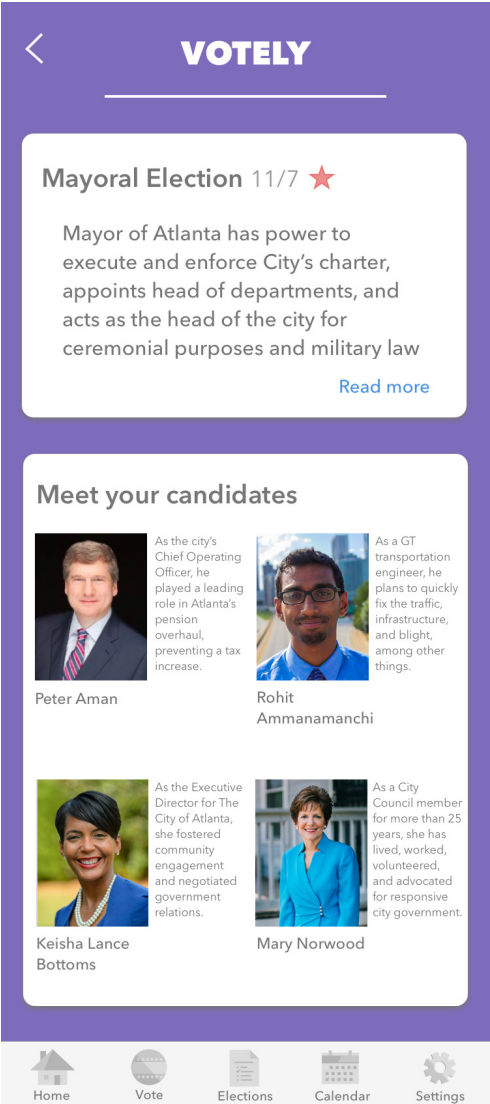 VOTELY
Mayoral Election 11/7
Mayor of Atlanta has power to
execute and enforce City's charter,
appoints head of departments, and
acts as the head of the city for
ceremonial purposes and military law
Read more
Meet your candidates
As the city's
Chief Operating
Officer, he
played a leading
role in Atlanta's
pension
overhaul,
preventing a tax
increase.
Peter Aman
As a GT
transportation
engineer, he
plans to quickly
fix the traffic,
infrastructure,
and blight,
among other
things.
Rohit
Ammanamanchi
As the Executive
Director for The
City of Atlanta,
she fostered
community
engagement
and negotiated
government
relations.
Keisha Lance
Bottoms
As a City
Council member
for more than 25
years, she has
lived, worked,
volunteered,
and advocated
for responsive
city government.
Mary Norwood
Home
Vote
Elections
Calendar
Settings